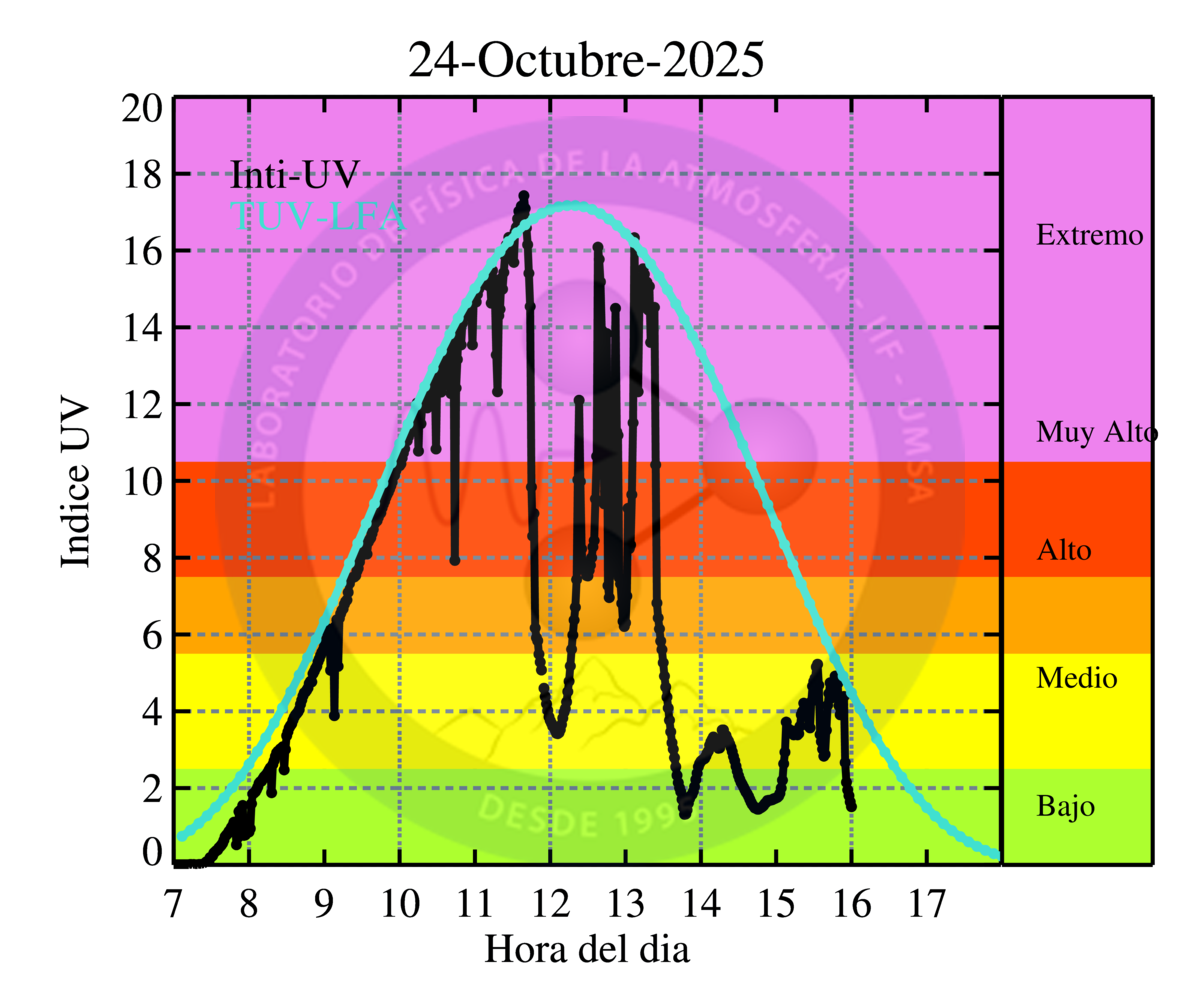 24-Octubre-2025
20
18
16
14
12
10
8
6
4
2
0
Indice UV
Inti-UV
TUV-LFA
LABORATORIO DE FÍSICA DE LA ATMÓSFERA - IIF - UMSA
DESDE 199
Extremo
Muy Alto
Alto
Medio
Bajo
7 8 9 10 11 12 13 14 15 16 17
Hora del dia